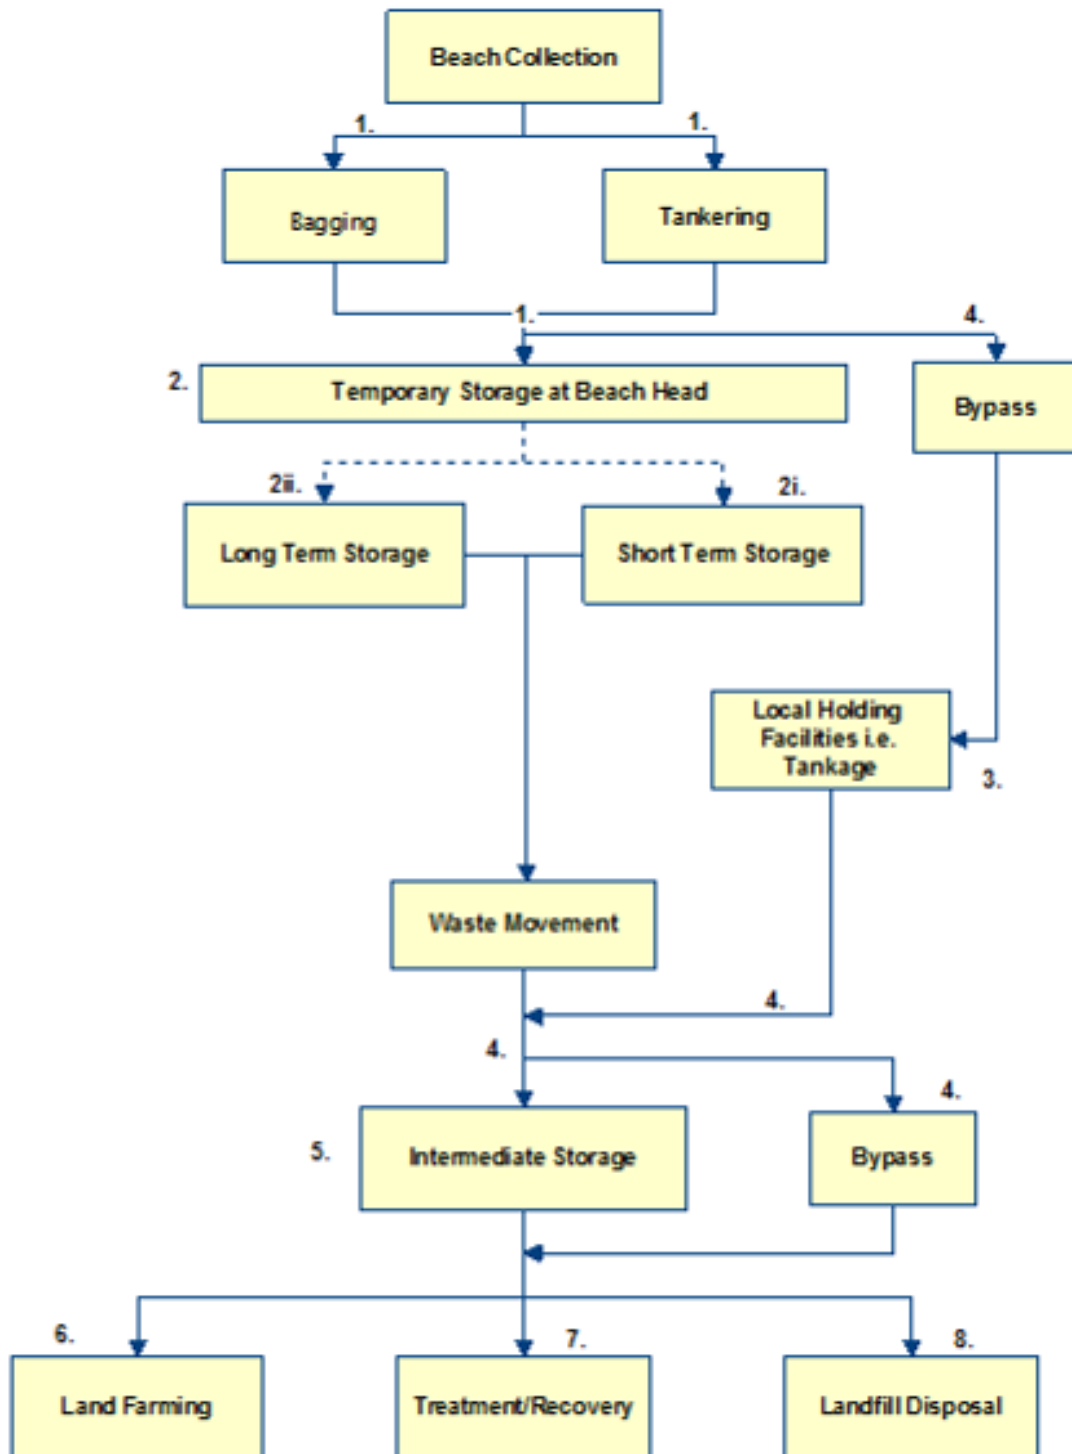 Beach Collection
1.
1.
Bagging
Tankering
1.
4.
2.
Temporary Storage at Beach Head
Bypass
2ii.
2i.
Long Term Storage
Short Term Storage
Local Holding
Facilities i.e.
Tankage
3.
Waste Movement
4.
4.
4.
5.
Intermediate Storage
Bypass
6.
7.
8.
Land Farming
Treatment/Recovery
Landfill Disposal